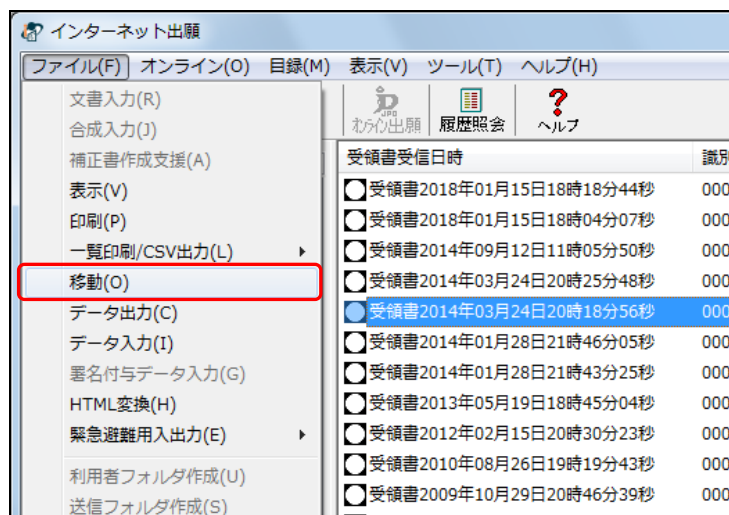 インターネット出願
ファイル(F) オンライン(O) 目録(M) 表示(V) ツール(T) ヘルプ(H)
文書入力(R)
合成入力(J)
補正書作成支援(A)
表示(V)
印刷(P)
一覧印刷/CSV出力(L)
移動(O)
データ出力(C)
データ入力(I)
署名付与データ入力(G)
HTML変換(H)
緊急避難用入出力(E)
利用者フォルダ作成(U)
送信フォルダ作成(S)
JPO
オンライン出願 履歴照会 ヘルプ
受領書受信日時 識別
受領書2018年01月15日18時18分44秒 000
受領書2018年01月15日18時04分07秒 000
受領書2014年09月12日11時05分50秒 000
受領書2014年03月24日20時25分48秒 000
受領書2014年03月24日20時18分56秒 000
受領書2014年01月28日21時46分05秒 000
受領書2014年01月28日21時43分25秒 000
受領書2013年05月19日18時45分04秒 000
受領書2012年02月15日20時30分23秒 000
受領書2010年08月26日19時19分43秒 000
受領書2009年10月29日20時46分39秒 000